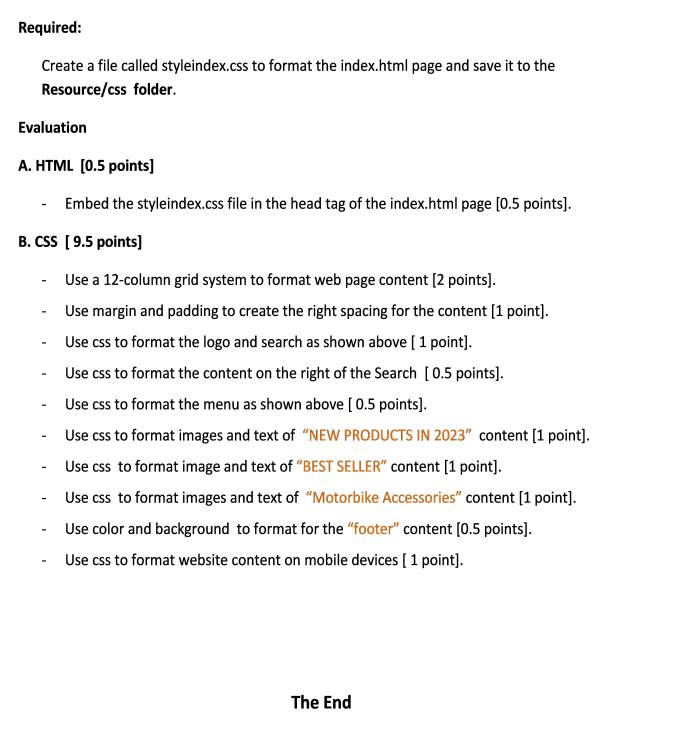 Required:
Create a file called styleindex.css to format the index.html page and save it to the
Resource/css folder.
Evaluation
A. HTML [0.5 points]
- Embed the styleindex.css file in the head tag of the index.html page [0.5 points].
B. CSS [ 9.5 points]
- Use a 12-column grid system to format web page content [2 points].
- Use margin and padding to create the right spacing for the content [1 point].
- Use css to format the logo and search as shown above [ 1 point].
- Use css to format the content on the right of the Search [ 0.5 points].
- Use css to format the menu as shown above [ 0.5 points].
- Use css to format images and text of “NEW PRODUCTS IN 2023” content [1 point].
- Use css to format image and text of “BEST SELLER” content [1 point].
- Use css to format images and text of “Motorbike Accessories” content [1 point].
- Use color and background to format for the “footer” content [0.5 points].
- Use css to format website content on mobile devices [ 1 point].
The End